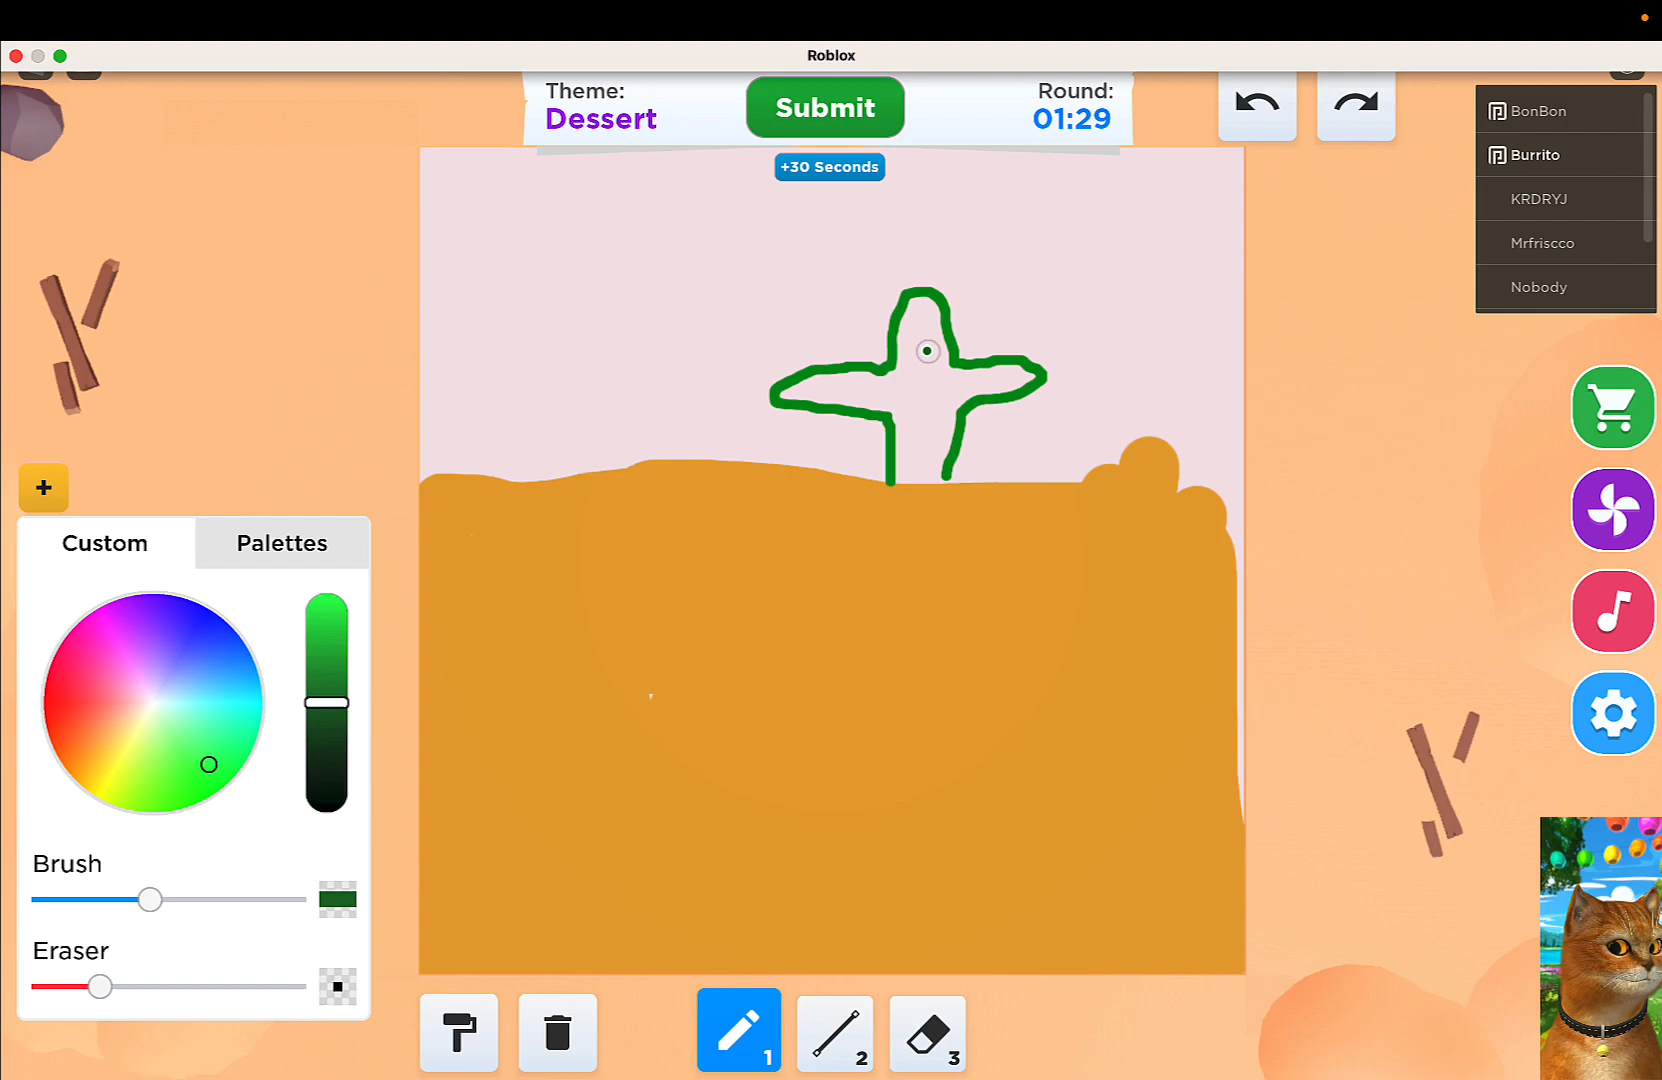 Roblox
Theme:
Dessert
Submit
Round:
01:29
+30 Seconds
BonBon
Burrito
KRDRYJ
Mrfriscco
Nobody
+
Custom
Palettes
Brush
Eraser
1
2
3